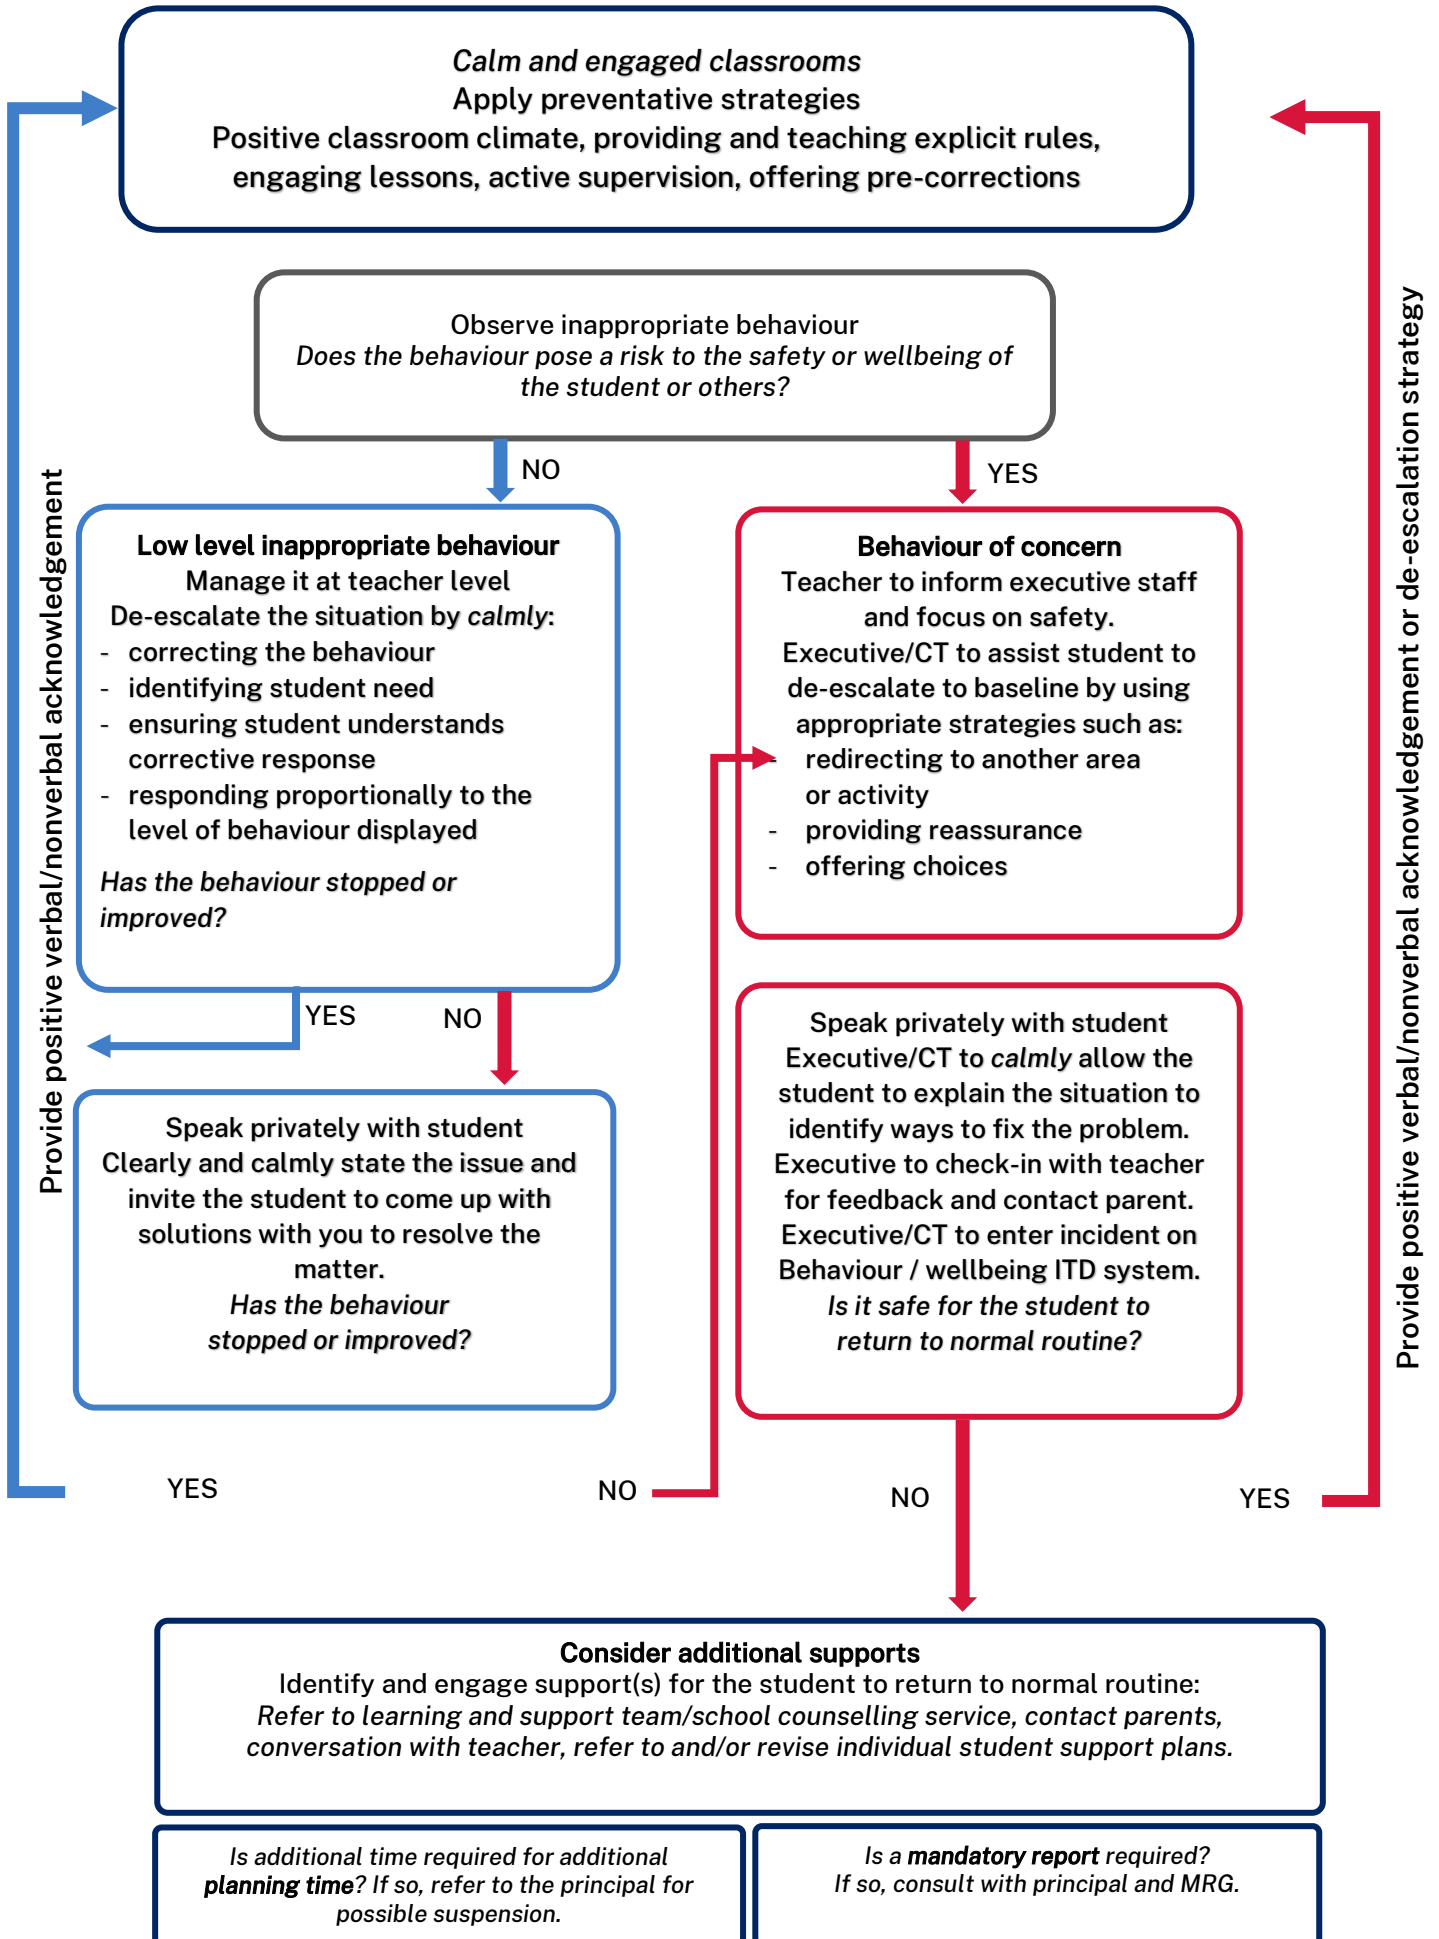 Calm and engaged classrooms
Apply preventative strategies
Positive classroom climate, providing and teaching explicit rules,
engaging lessons, active supervision, offering pre-corrections
Observe inappropriate behaviour
Does the behaviour pose a risk to the safety or wellbeing of
the student or others?
NO
YES
Provide positive verbal/nonverbal acknowledgement
Low level inappropriate behaviour
Manage it at teacher level
De-escalate the situation by calmly:
- correcting the behaviour
- identifying student need
- ensuring student understands
corrective response
- responding proportionally to the
level of behaviour displayed
Has the behaviour stopped or
improved?
YES
NO
Speak privately with student
Clearly and calmly state the issue and
invite the student to come up with
solutions with you to resolve the
matter.
Has the behaviour
stopped or improved?
YES
NO
Behaviour of concern
Teacher to inform executive staff
and focus on safety.
Executive/CT to assist student to
de-escalate to baseline by using
appropriate strategies such as:
- redirecting to another area
or activity
- providing reassurance
- offering choices
Speak privately with student
Executive/CT to calmly allow the
student to explain the situation to
identify ways to fix the problem.
Executive to check-in with teacher
for feedback and contact parent.
Executive/CT to enter incident on
Behaviour / wellbeing ITD system.
Is it safe for the student to
return to normal routine?
NO
YES
Provide positive verbal/nonverbal acknowledgement or de-escalation strategy
Consider additional supports
Identify and engage support(s) for the student to return to normal routine:
Refer to learning and support team/school counselling service, contact parents,
conversation with teacher, refer to and/or revise individual student support plans.
Is additional time required for additional
planning time? If so, refer to the principal for
possible suspension.
Is a mandatory report required?
If so, consult with principal and MRG.